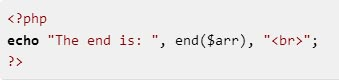 <?php
echo "The end is: ", end($arr), "<br>";
?>